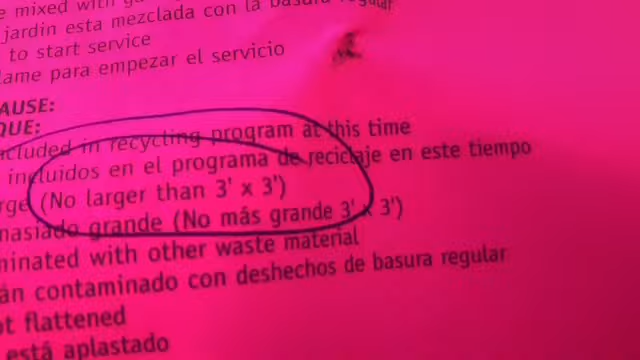 mixed with
jardin esta mezclada con la basura regular
to start service
lame para empezar el servicio
AUSE:
QUE:
cluded in recycling program at this time
incluidos en el programa de reciclaje en este tiempo
rge (No larger than 3' x 3')
masiado grande (No más grande 3' x 3')
minated with other waste material
án contaminado con deshechos de basura regular
ot flattened
está aplastado